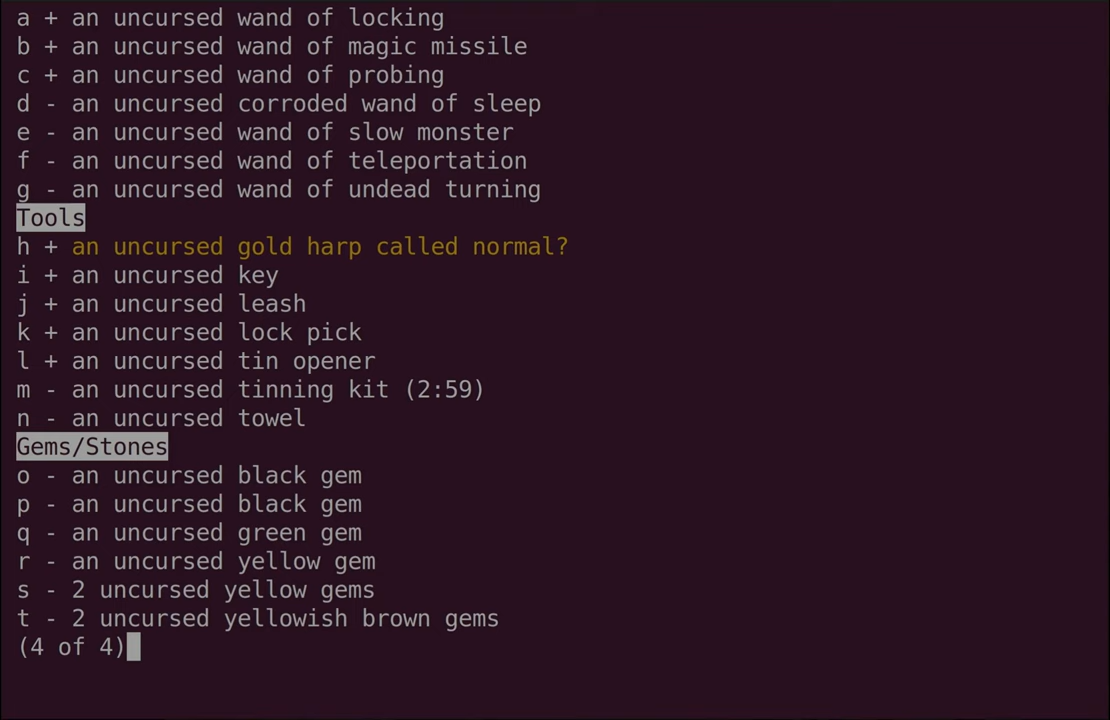 a + an uncursed wand of locking
b + an uncursed wand of magic missile
c + an uncursed wand of probing
d - an uncursed corroded wand of sleep
e - an uncursed wand of slow monster
f - an uncursed wand of teleportation
g - an uncursed wand of undead turning
Tools
h + an uncursed gold harp called normal?
i + an uncursed key
j + an uncursed leash
k + an uncursed lock pick
l + an uncursed tin opener
m - an uncursed tinning kit (2:59)
n - an uncursed towel
Gems/Stones
o - an uncursed black gem
p - an uncursed black gem
q - an uncursed green gem
r - an uncursed yellow gem
s - 2 uncursed yellow gems
t - 2 uncursed yellowish brown gems
(4 of 4)